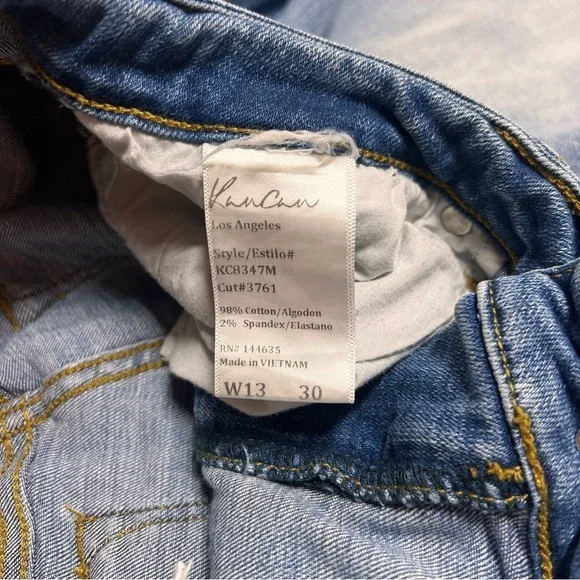 KanCan
Los Angeles
Style/Estilo#
KC8347M
Cut#3761
98% Cotton/Algodon
2% Spandex/Elastano
RN# 144635
Made in VIETNAM
W13 30